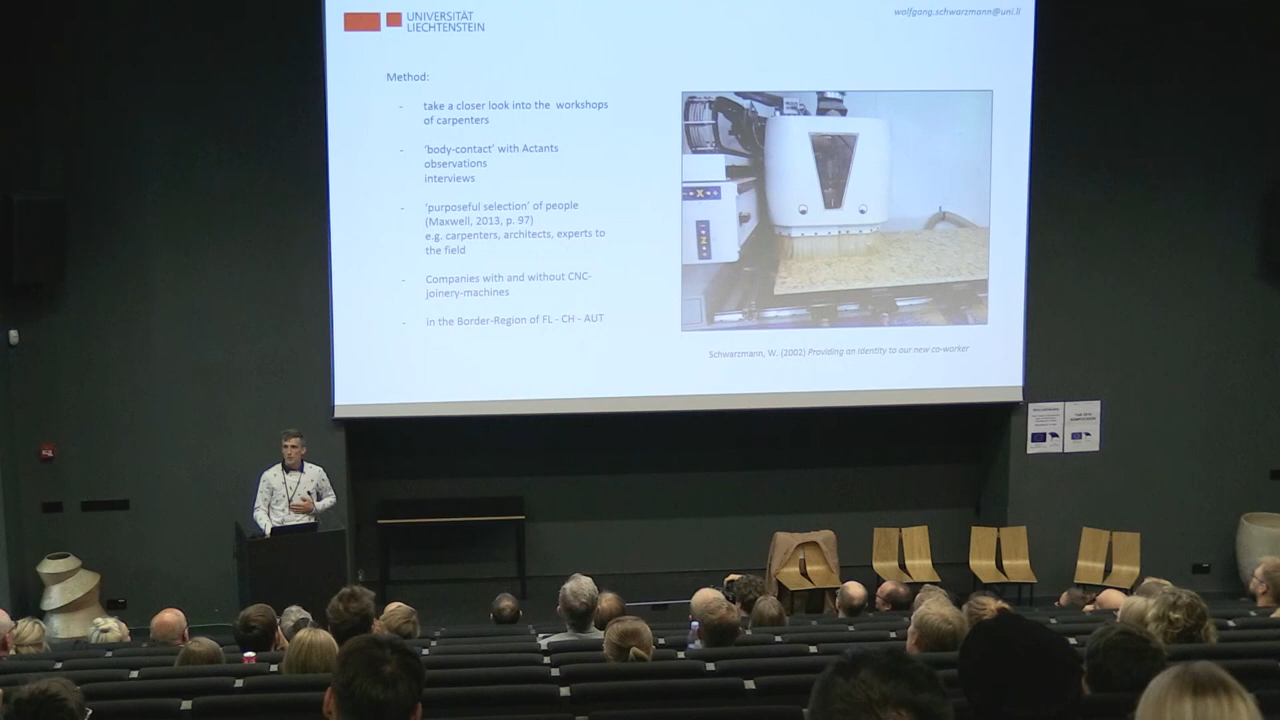 UNIVERSITÄT
LIECHTENSTEIN
wolfgang.schwarzmann@uni.li
Method:
- take a closer look into the workshops
of carpenters
- 'body-contact' with Actants
observations
interviews
- 'purposeful selection' of people
(Maxwell, 2013, p. 97)
e.g. carpenters, architects, experts to
the field
- Companies with and without CNC-
joinery-machines
- in the Border-Region of FL - CH - AUT
X
Z
Schwarzmann, W. (2002) Providing an identity to our new co-worker